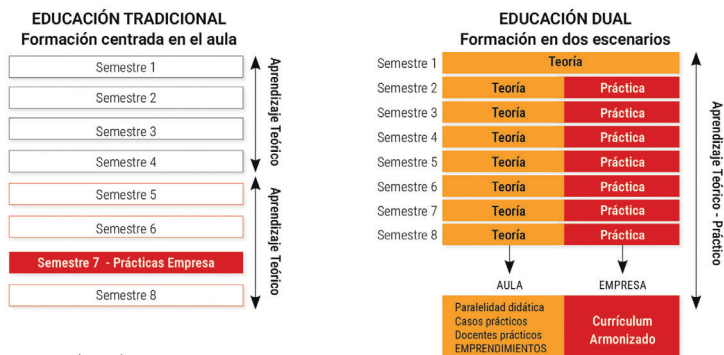 EDUCACIÓN TRADICIONAL
Formación centrada en el aula
Semestre 1
Semestre 2
Semestre 3
Semestre 4
Semestre 5
Semestre 6
Semestre 7 - Prácticas Empresa
Semestre 8
Aprendizaje Teórico
Aprendizaje Teórico
EDUCACIÓN DUAL
Formación en dos escenarios
Semestre 1 Teoría
Semestre 2 Teoría Práctica
Semestre 3 Teoría Práctica
Semestre 4 Teoría Práctica
Semestre 5 Teoría Práctica
Semestre 6 Teoría Práctica
Semestre 7 Teoría Práctica
Semestre 8 Teoría Práctica
Aprendizaje Teórico - Práctico
AULA
EMPRESA
Paralelidad didática
Casos prácticos
Docentes prácticos
EMPRENDIMIENTOS
Currículum
Armonizado